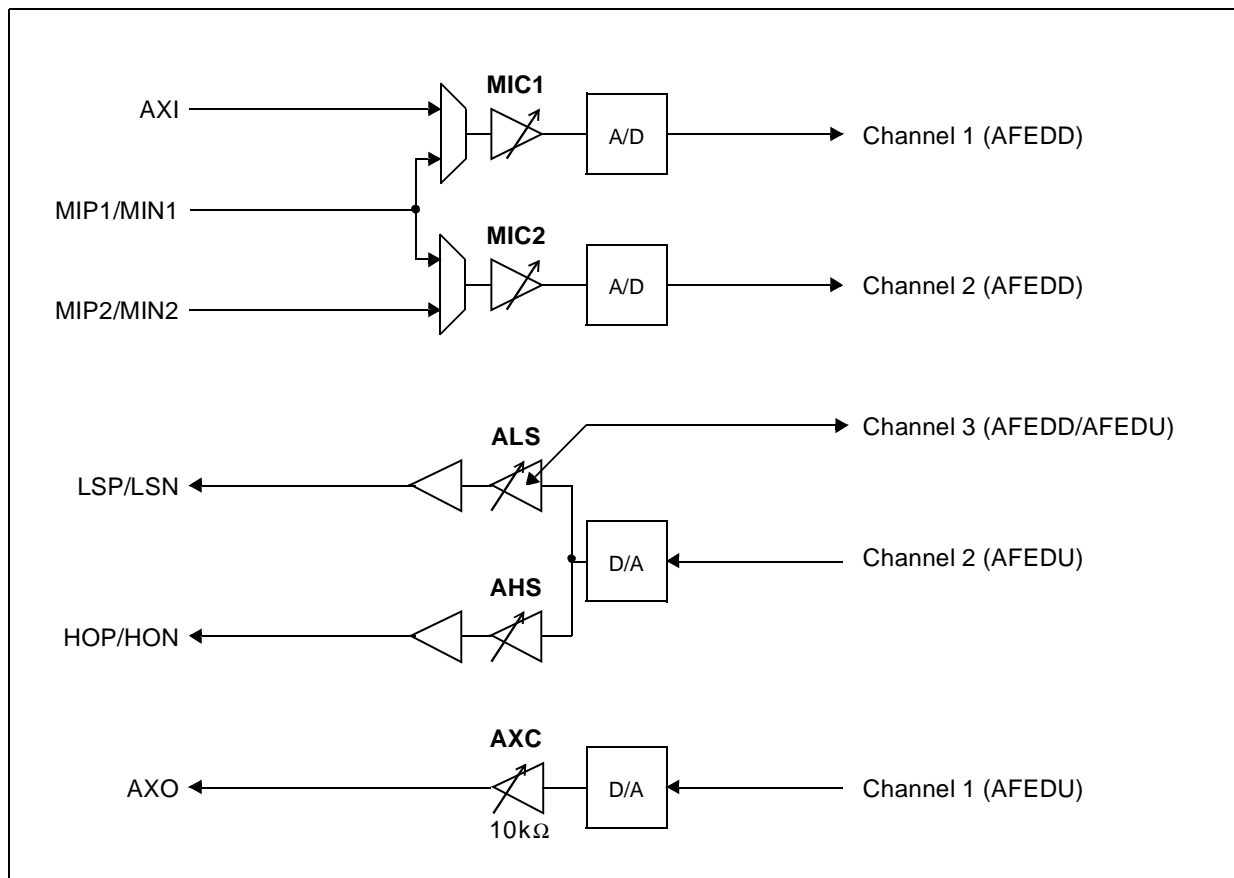 MIC1
AXI
A/D
Channel 1 (AFEDD)
MIP1/MIN1
MIC2
A/D
Channel 2 (AFEDD)
MIP2/MIN2
Channel 3 (AFEDD/AFEDU)
ALS
LSP/LSN
D/A
Channel 2 (AFEDU)
AHS
HOP/HON
AXC
AXO
D/A
Channel 1 (AFEDU)
10kΩ